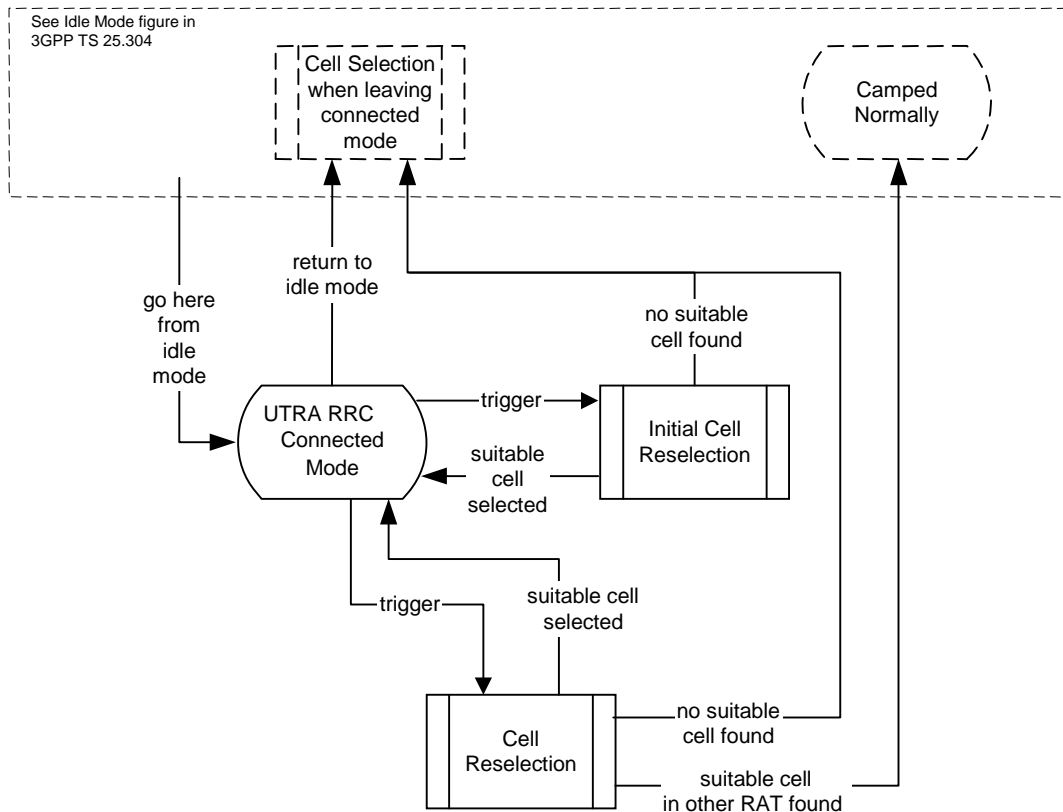 See Idle Mode figure in
3GPP TS 25.304
Cell Selection
when leaving
connected
mode
Camped
Normally
return to
idle mode
go here
from
idle
mode
no suitable
cell found
UTRA RRC
Connected
Mode
trigger
Initial Cell
Reselection
suitable
cell
selected
trigger
suitable cell
selected
Cell
Reselection
no suitable
cell found
suitable cell
in other RAT found